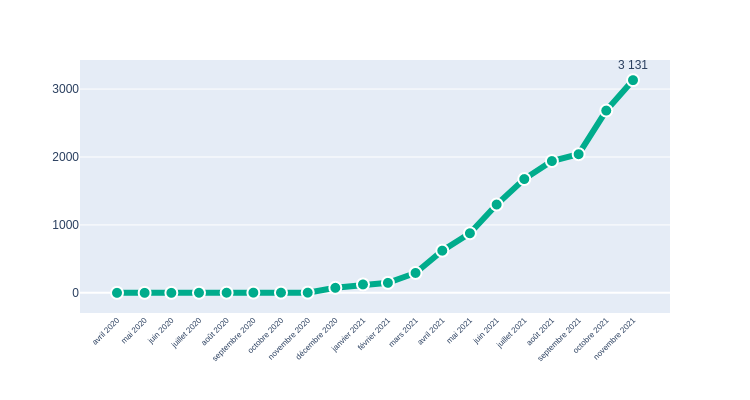 3 131
3000
2000
1000
0
avril 2020
mai 2020
juin 2020
juillet 2020
août 2020
septembre 2020
octobre 2020
novembre 2020
décembre 2020
janvier 2021
février 2021
mars 2021
avril 2021
mai 2021
juin 2021
juillet 2021
août 2021
septembre 2021
octobre 2021
novembre 2021